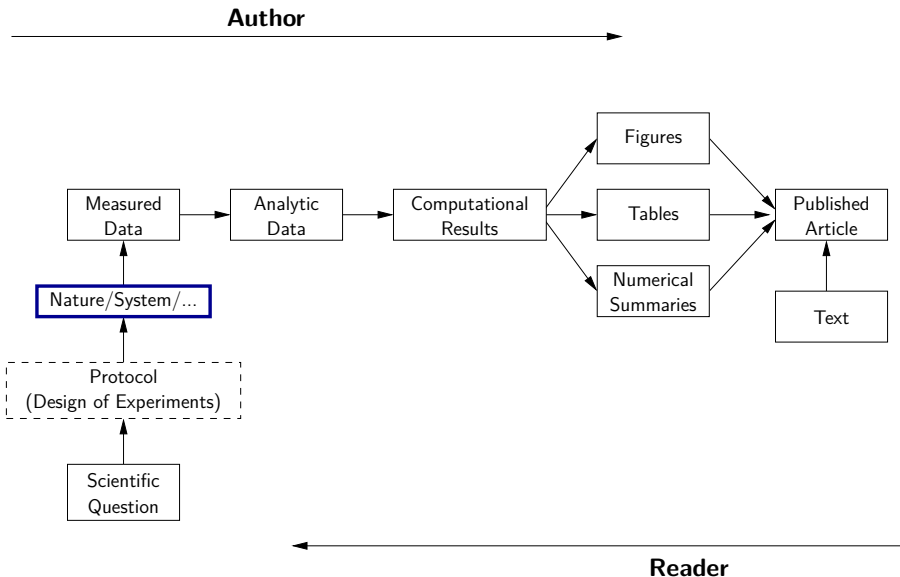 Author
Figures
Measured
Data
Analytic
Data
Computational
Results
Tables
Published
Article
Nature/System/...
Numerical
Summaries
Text
Protocol
(Design of Experiments)
Scientific
Question
Reader